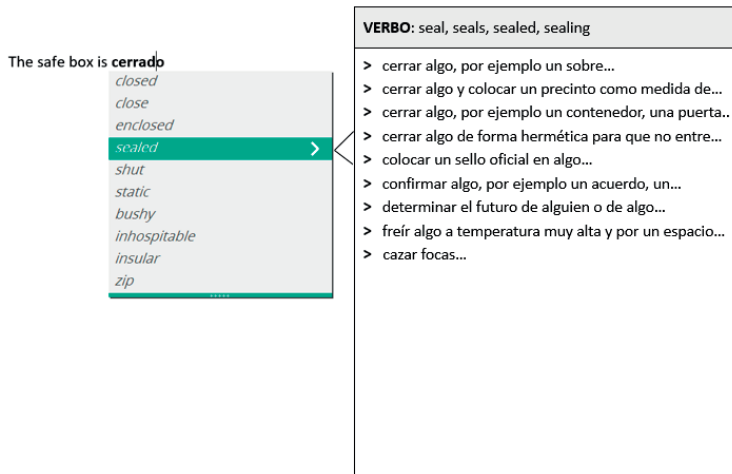 The safe box is cerrado
closed
close
enclosed
sealed
shut
static
bushy
inhospitable
insular
zip
VERBO: seal, seals, sealed, sealing
> cerrar algo, por ejemplo un sobre...
> cerrar algo y colocar un precinto como medida de...
> cerrar algo, por ejemplo un contenedor, una puerta..
> cerrar algo de forma hermética para que no entre...
> colocar un sello oficial en algo...
> confirmar algo, por ejemplo un acuerdo, un...
> determinar el futuro de alguien o de algo...
> freír algo a temperatura muy alta y por un espacio...
> cazar focas...